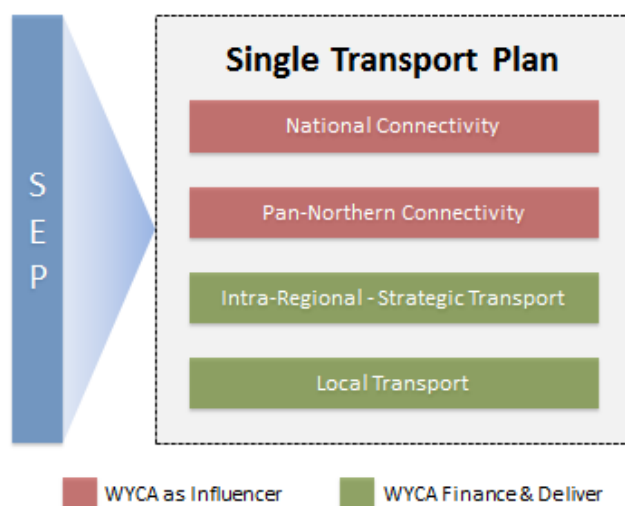 Single Transport Plan
National Connectivity
S
E
P
Pan-Northern Connectivity
Intra-Regional - Strategic Transport
Local Transport
WYCA as Influencer
WYCA Finance & Deliver